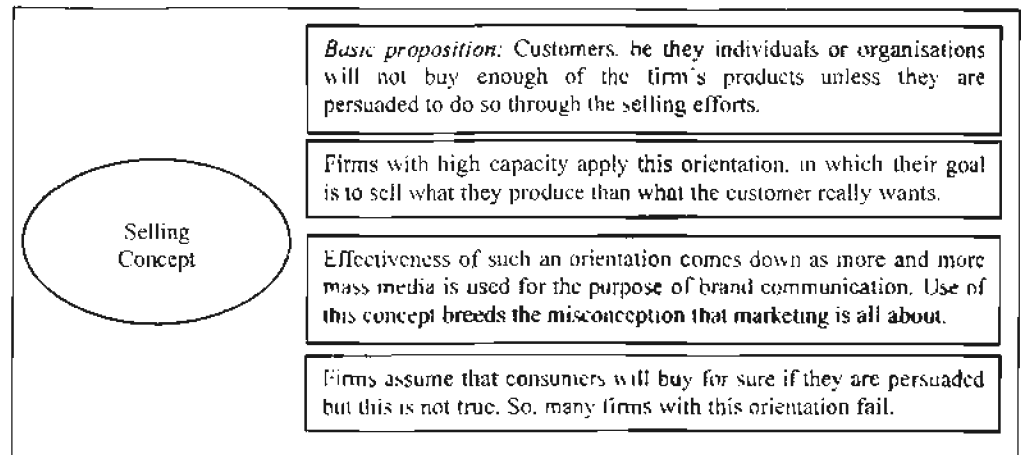 Basic proposition: Customers, be they individuals or organisations
will not buy enough of the firm's products unless they are
persuaded to do so through the selling efforts.
Firms with high capacity apply this orientation, in which their goal
is to sell what they produce than what the customer really wants.
Selling
Concept
Effectiveness of such an orientation comes down as more and more
mass media is used for the purpose of brand communication. Use of
this concept breeds the misconception that marketing is all about.
Firms assume that consumers will buy for sure if they are persuaded
but this is not true. So, many firms with this orientation fail.